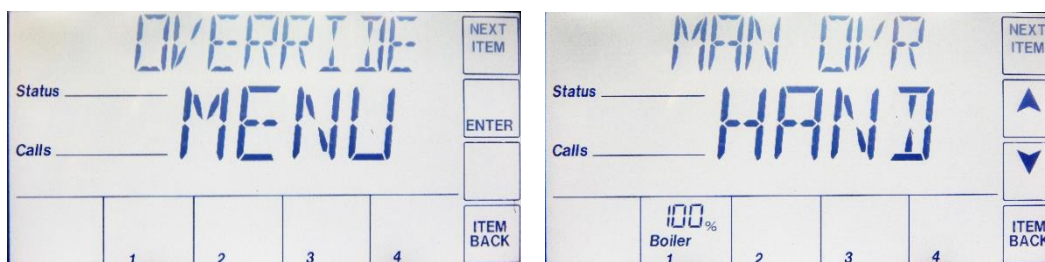 OVERRIDE
NEXT ITEM
Status
MENU
ENTER
Calls
ITEM BACK
1 2 3 4
MAN OVR
NEXT ITEM
Status
HAND
Calls
100%
Boiler
ITEM BACK
1 2 3 4